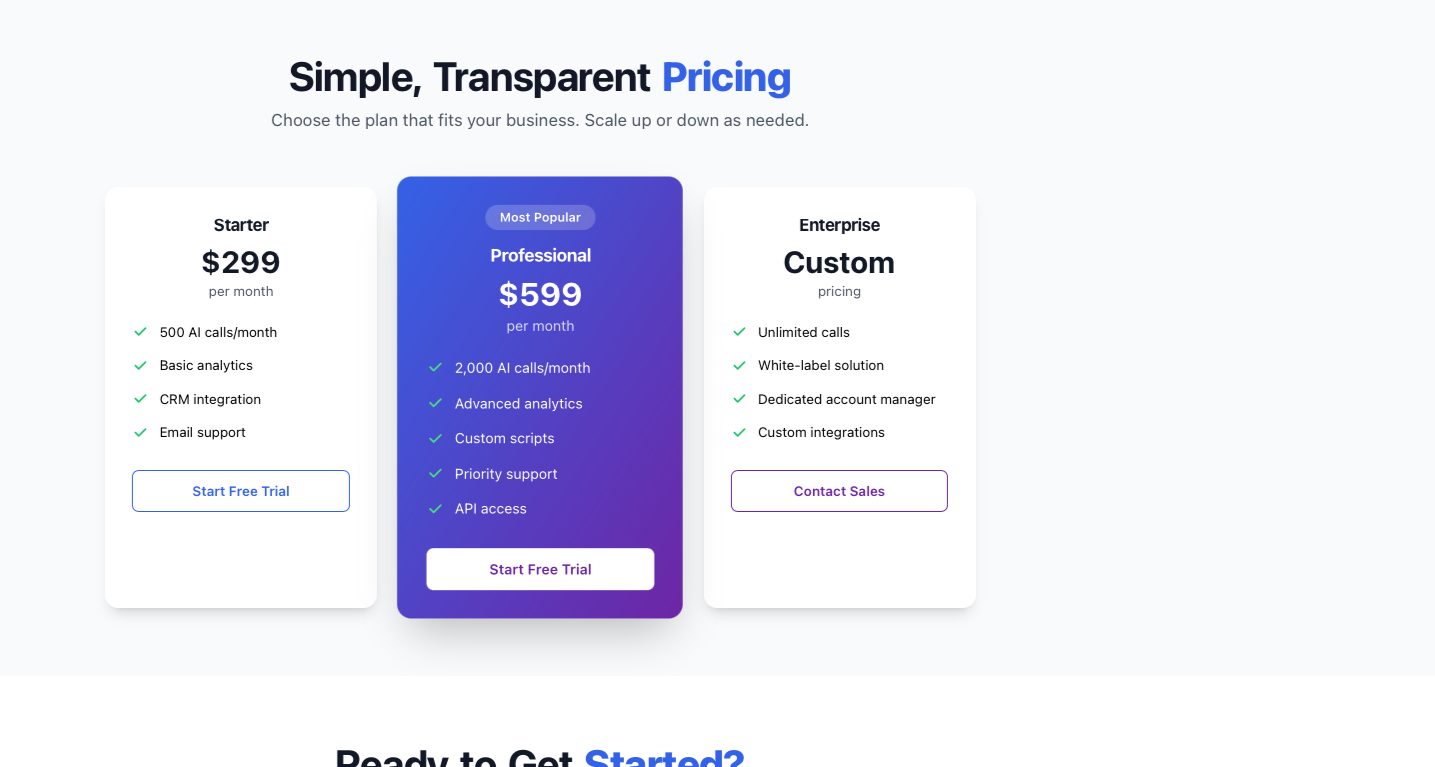 Simple, Transparent Pricing
Choose the plan that fits your business. Scale up or down as needed.
Starter
$299
per month
500 AI calls/month
Basic analytics
CRM integration
Email support
Start Free Trial
Most Popular
Professional
$599
per month
2,000 AI calls/month
Advanced analytics
Custom scripts
Priority support
API access
Start Free Trial
Enterprise
Custom
pricing
Unlimited calls
White-label solution
Dedicated account manager
Custom integrations
Contact Sales
Ready to Get Started?